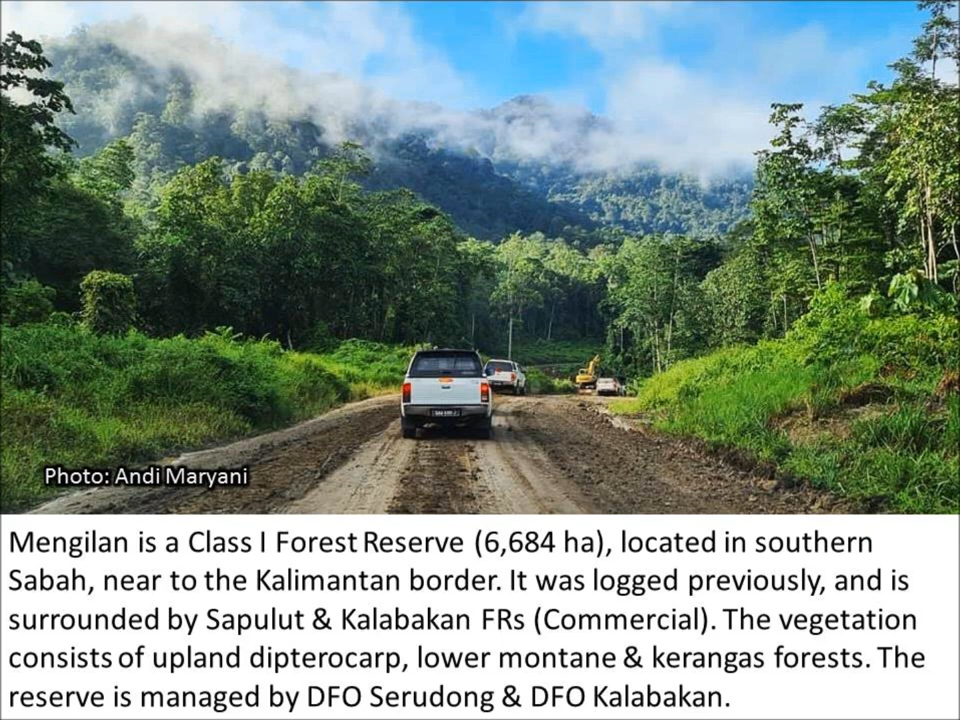 Photo: Andi Maryani
Mengilan is a Class I Forest Reserve (6,684 ha), located in southern
Sabah, near to the Kalimantan border. It was logged previously, and is
surrounded by Sapulut & Kalabakan FRs (Commercial). The vegetation
consists of upland dipterocarp, lower montane & kerangas forests. The
reserve is managed by DFO Serudong & DFO Kalabakan.